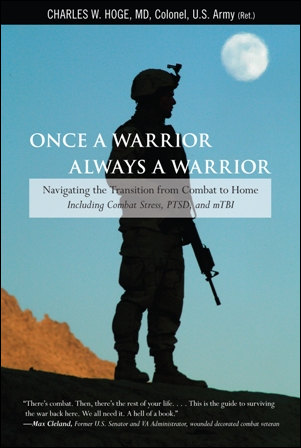 CHARLES W. HOGE, MD, Colonel, U.S. Army (Ret.)
ONCE A WARRIOR
ALWAYS A WARRIOR
Navigating the Transition from Combat to Home
Including Combat Stress, PTSD, and mTBI
"There's combat. Then, there's the rest of your life. . . . This is the guide to surviving
the war back here. We all need it. A hell of a book."
—Max Cleland, Former U.S. Senator and VA Administrator, wounded decorated combat veteran